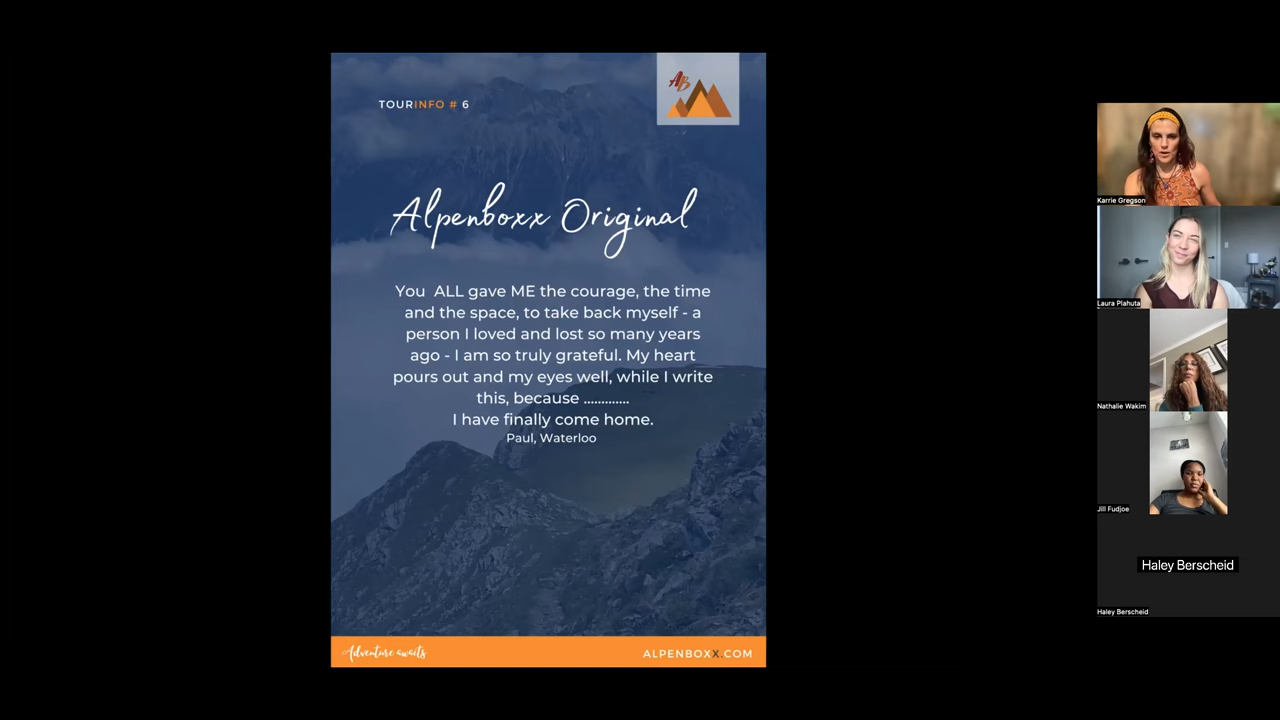 TOURINFO # 6
AB
Alpenboxx Original
You ALL gave ME the courage, the time
and the space, to take back myself - a
person I loved and lost so many years
ago - I am so truly grateful. My heart
pours out and my eyes well, while I write
this, because .............
I have finally come home.
Paul, Waterloo
Adventure awaits
ALPENBOXX.COM
Karrie Gregson
Laura Plahuta
Nathalie Wakim
Jill Fudjoe
Haley Berscheid
Haley Berscheid